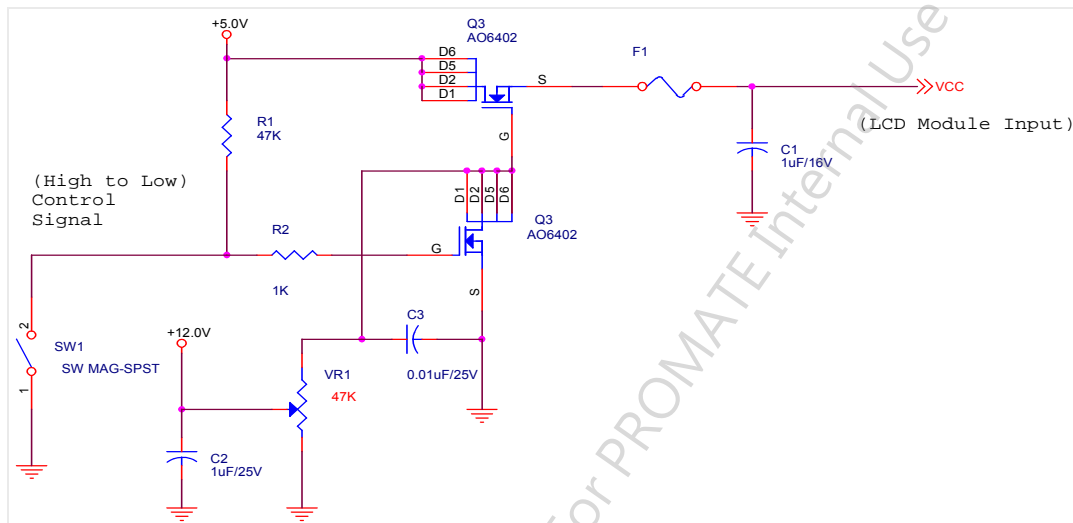 +5.0V
Q3
AO6402
D6
D5
D2
D1
S
G
F1
VCC
(LCD Module Input)
R1
47K
C1
1uF/16V
(High to Low)
Control
Signal
D1
D2
D5
D6
Q3
AO6402
R2
1K
G
S
+12.0V
C3
0.01uF/25V
2
SW1
SW MAG-SPST
1
VR1
47K
C2
1uF/25V
For PROMATE Internal Use